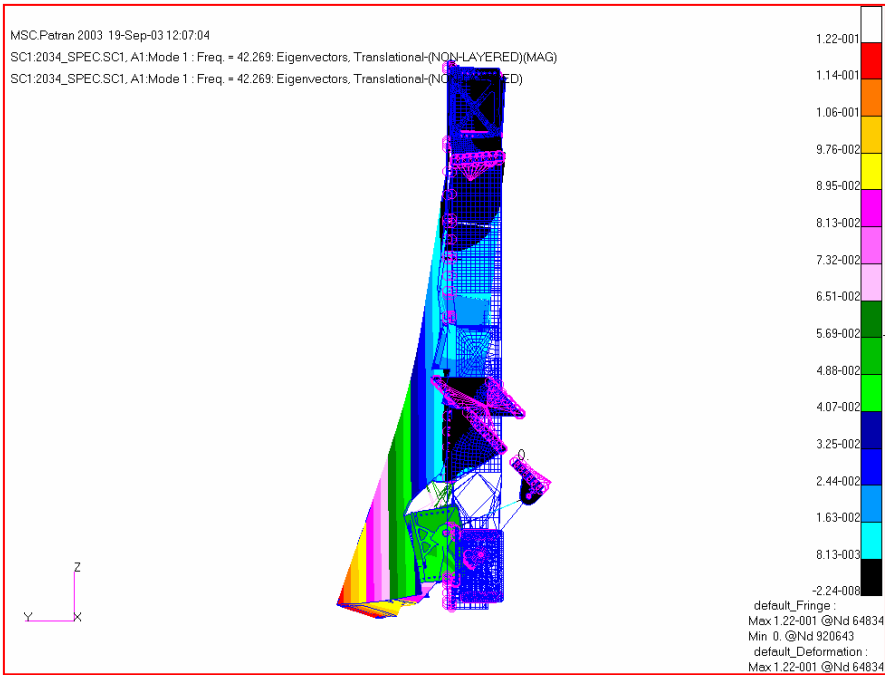 MSC.Patran 2003 19-Sep-03 12:07:04
SC1:2034_SPEC.SC1, A1:Mode 1 : Freq. = 42.269: Eigenvectors, Translational-(NON-LAYERED)(MAG)
SC1:2034_SPEC.SC1, A1:Mode 1 : Freq. = 42.269: Eigenvectors, Translational-
1.22-001
1.14-001
1.06-001
9.76-002
8.95-002
8.13-002
7.32-002
6.51-002
5.69-002
4.88-002
4.07-002
3.25-002
2.44-002
1.63-002
8.13-003
-2.24-008
0.
Z
Y
X
default_Fringe :
Max 1.22-001 @Nd 64834
Min 0. @Nd 920643
default_Deformation :
Max 1.22-001 @Nd 64834